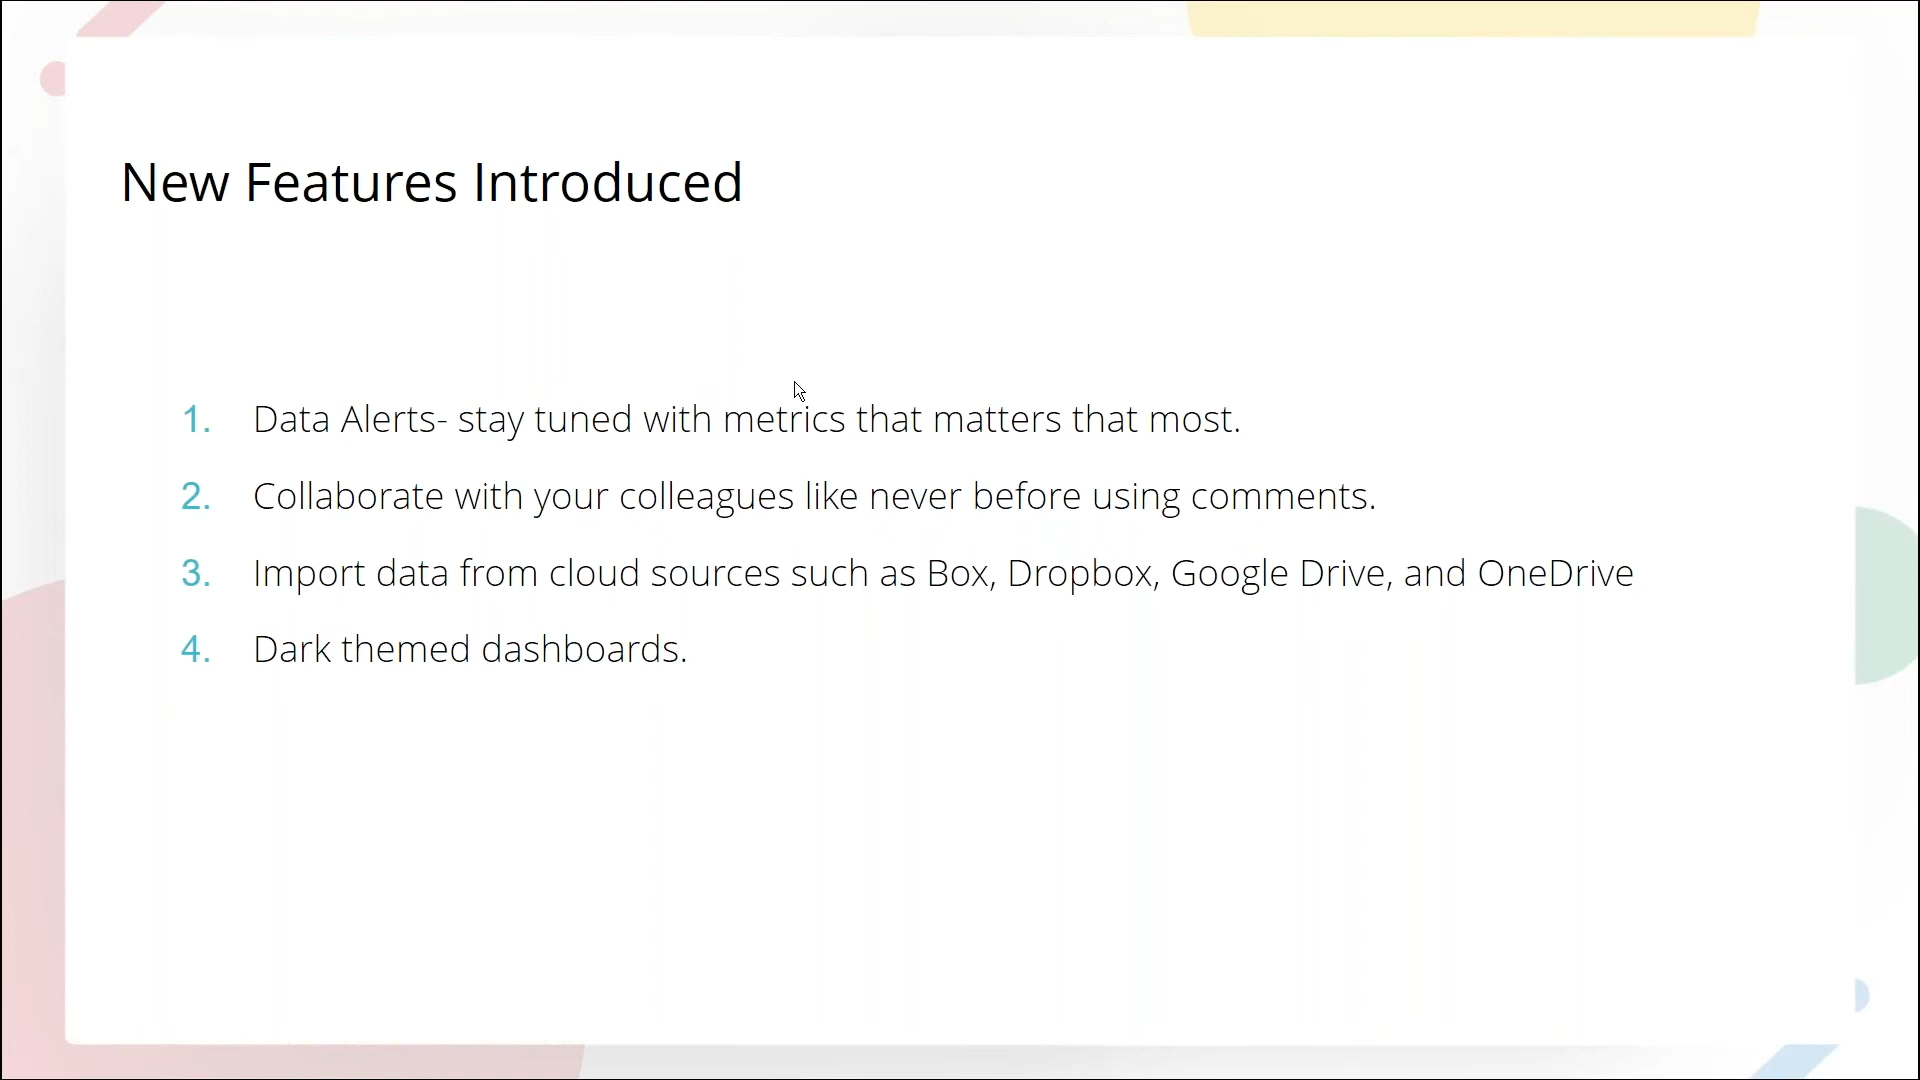 New Features Introduced
1. Data Alerts- stay tuned with metrics that matters that most.
2. Collaborate with your colleagues like never before using comments.
3. Import data from cloud sources such as Box, Dropbox, Google Drive, and OneDrive
4. Dark themed dashboards.